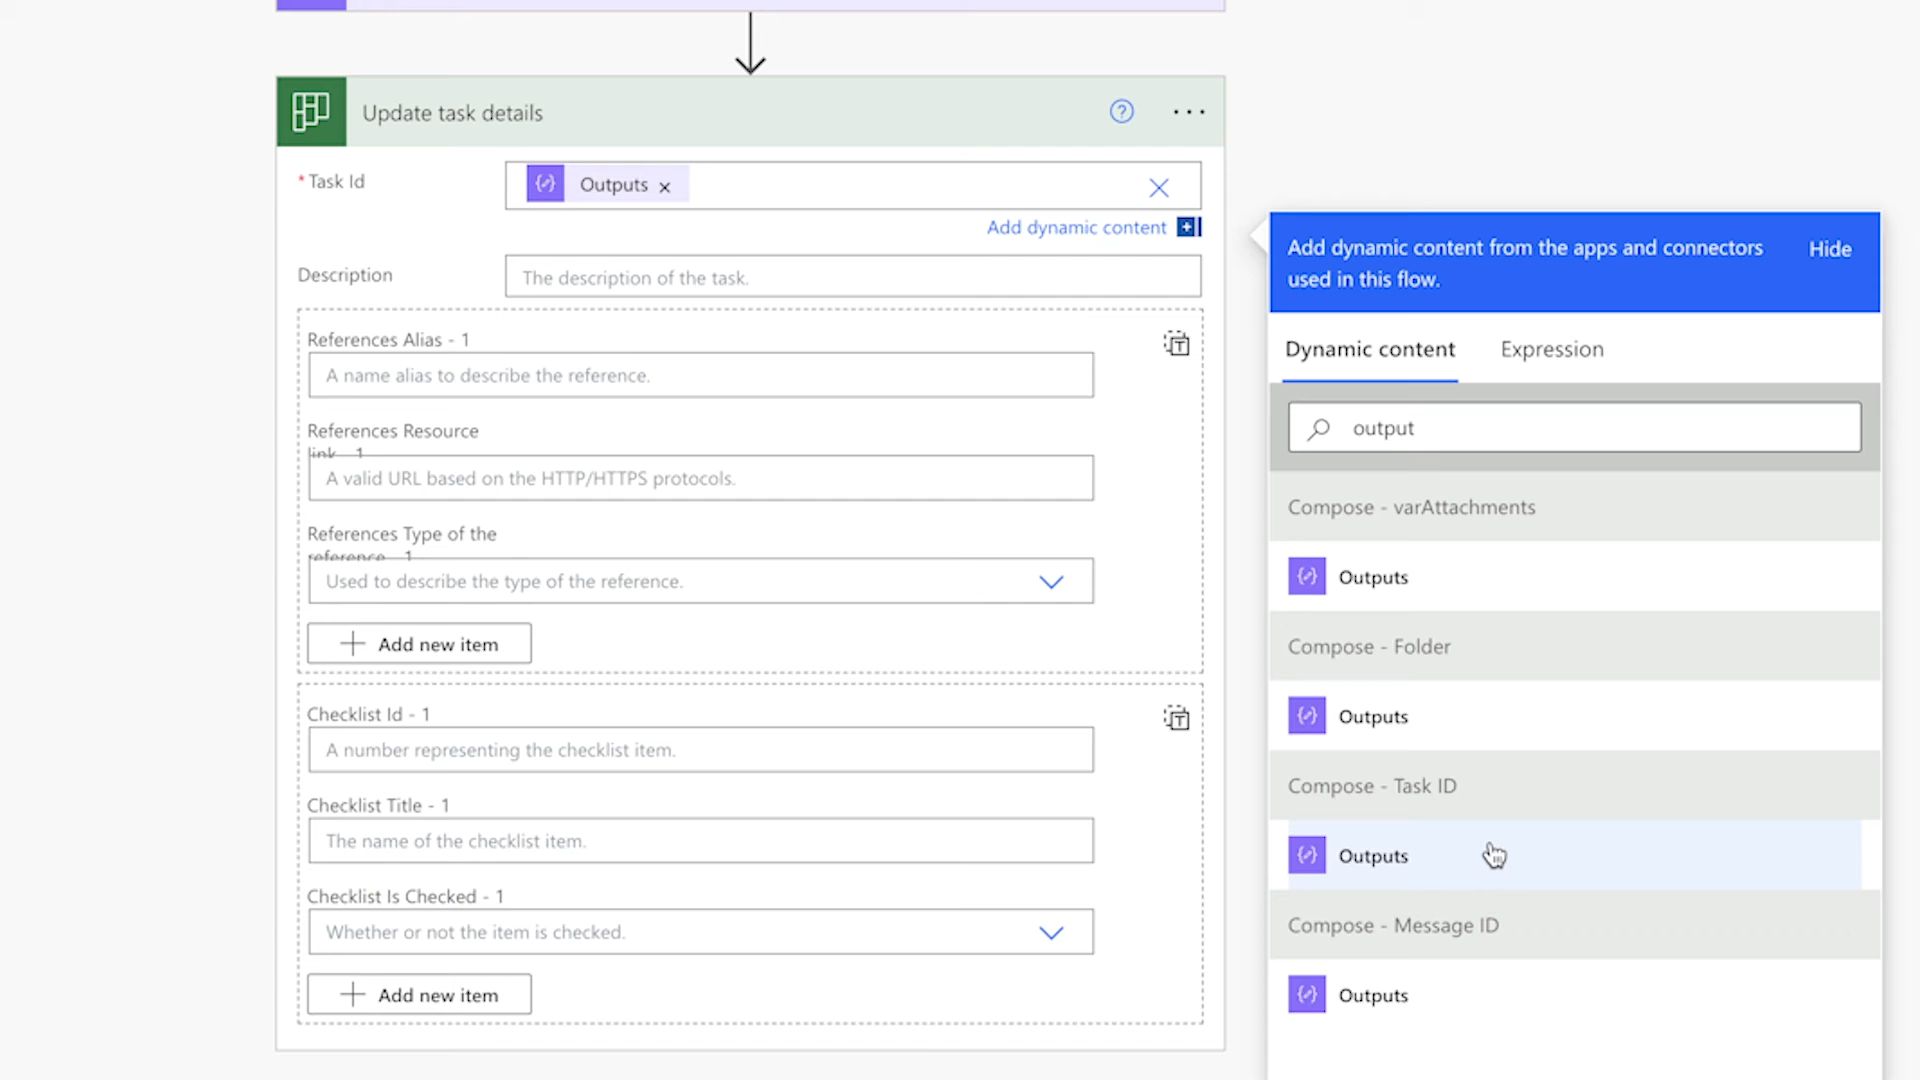 Update task details
* Task Id
Outputs
Add dynamic content
Description
The description of the task.
References Alias - 1
A name alias to describe the reference.
References Resource
link - 1
A valid URL based on the HTTP/HTTPS protocols.
References Type of the
reference - 1
Used to describe the type of the reference.
Add new item
Checklist Id - 1
A number representing the checklist item.
Checklist Title - 1
The name of the checklist item.
Checklist Is Checked - 1
Whether or not the item is checked.
Add new item
Add dynamic content from the apps and connectors
used in this flow.
Hide
Dynamic content
Expression
output
Compose - varAttachments
Outputs
Compose - Folder
Outputs
Compose - Task ID
Outputs
Compose - Message ID
Outputs